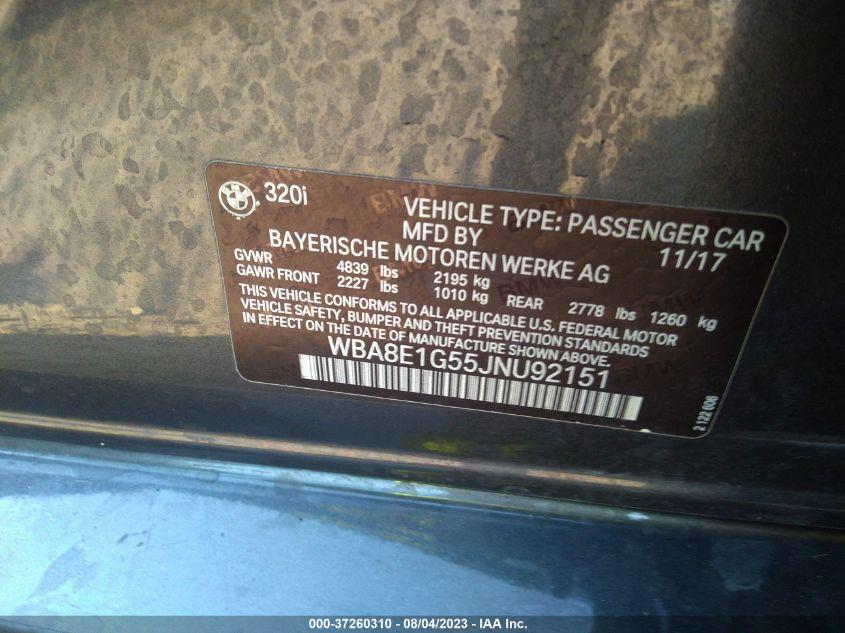 320i
VEHICLE TYPE: PASSENGER CAR
MFD BY 11/17
BAYERISCHE MOTOREN WERKE AG
GVWR 4839 lbs 2195 kg
GAWR FRONT 2227 lbs 1010 kg REAR 2778 lbs 1260 kg
THIS VEHICLE CONFORMS TO ALL APPLICABLE U.S. FEDERAL MOTOR
VEHICLE SAFETY, BUMPER AND THEFT PREVENTION STANDARDS
IN EFFECT ON THE DATE OF MANUFACTURE SHOWN ABOVE.
WBA8E1G55JNU92151
2 122 606
000-37260310 - 08/04/2023 - IAA Inc.